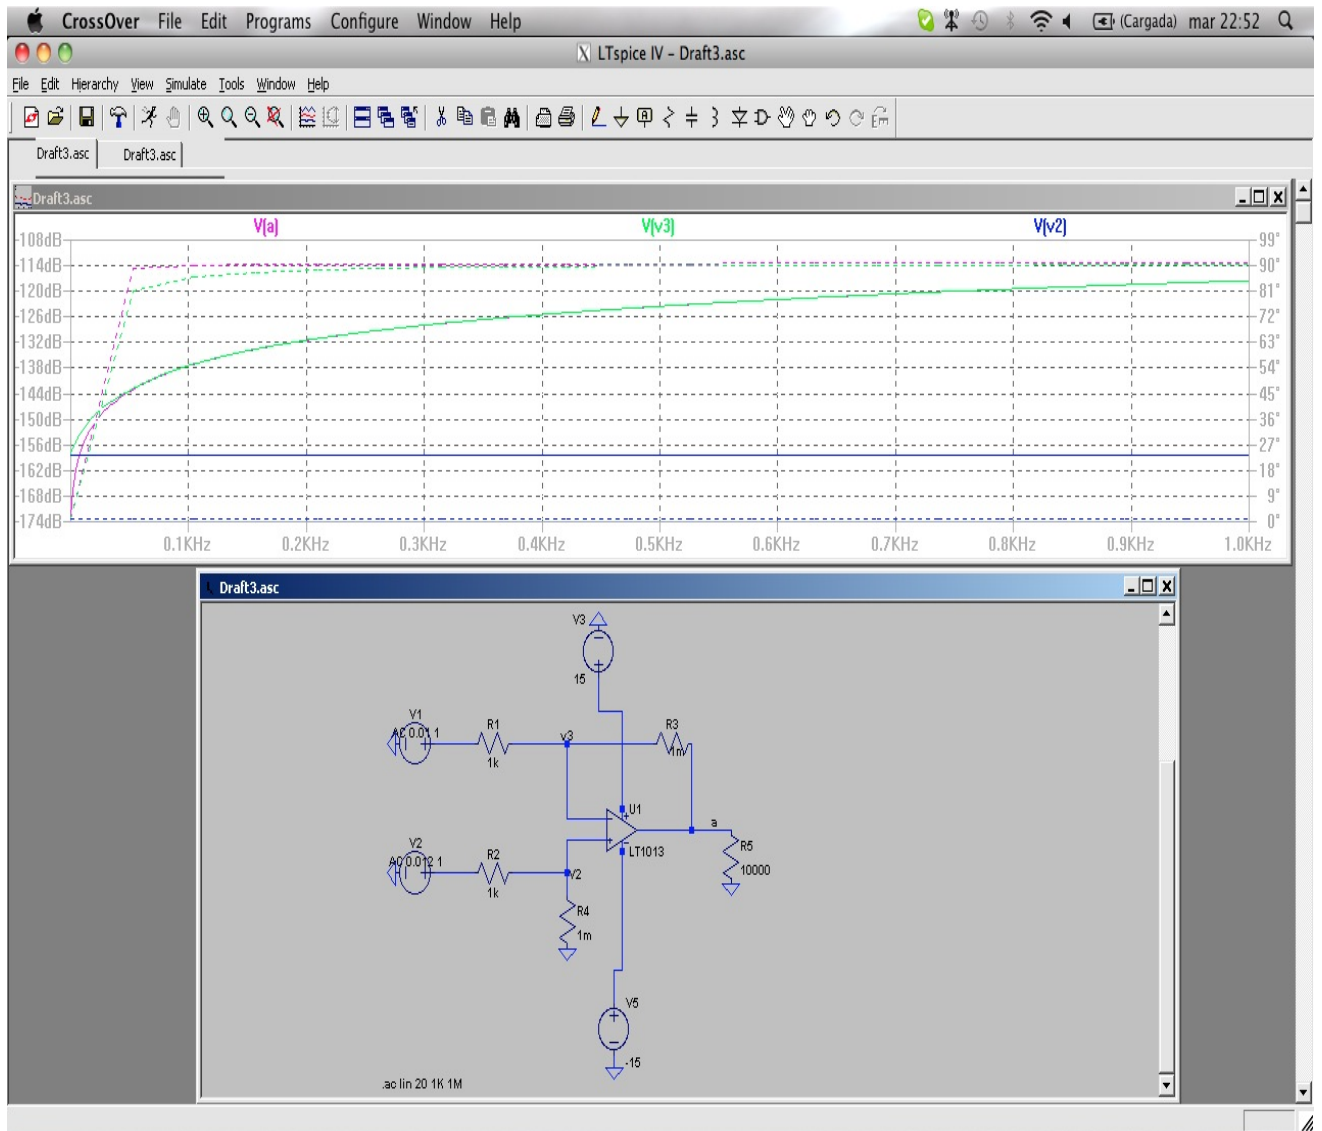 CrossOver File Edit Programs Configure Window Help (Cargada) mar 22:52
LTspice IV – Draft3.asc
File Edit Hierarchy View Simulate Tools Window Help
Draft3.asc Draft3.asc
Draft3.asc
V(a) V(v3) V(v2)
-108dB 99°
-114dB 90°
-120dB 81°
-126dB 72°
-132dB 63°
-138dB 54°
-144dB 45°
-150dB 36°
-156dB 27°
-162dB 18°
-168dB 9°
-174dB 0°
0.1KHz 0.2KHz 0.3KHz 0.4KHz 0.5KHz 0.6KHz 0.7KHz 0.8KHz 0.9KHz 1.0KHz
Draft3.asc
V3
15
V1 R1 R3
AC 0.01 1 v3
1k 1m
U1
a
V2 R2 LT1013 R5
AC 0.012 1 v2 10000
1k
R4
1m
V5
-15
.ac lin 20 1K 1M